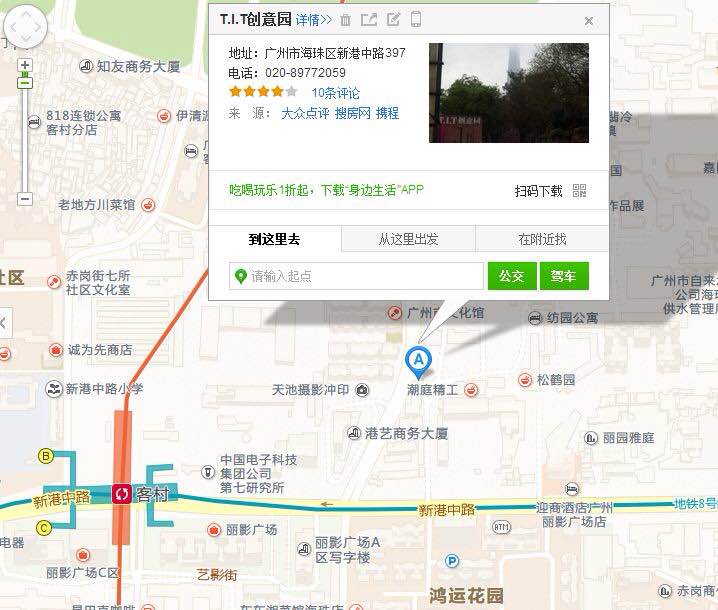 T.I.T创意园 详情>>
地址：广州市海珠区新港中路397
电话：020-89772059
10条评论
来 源： 大众点评 搜房网 携程
T.I.T创意园
吃喝玩乐1折起，下载“身边生活”APP
扫码下载
到这里去
从这里出发
在附近找
请输入起点
公交
驾车
知友商务大厦
818连锁公寓
客村分店
伊清源
老地方川菜馆
赤岗街七所
社区文化室
社区
诚为先商店
新港中路小学
天池摄影冲印
潮庭精工
松鹤园
纺园公寓
作品展
广州市自来
公司海珠
供水管理
港艺商务大厦
丽园雅庭
中国电子科技
集团公司
第七研究所
B
A
C
客村
新港中路
新港中路
地铁8号
迎商酒店广州
丽影广场店
ATM
P
丽影广场
丽影广场A
区写字楼
丽影广场C区
艺影街
电器
鸿运花园
赤岗商